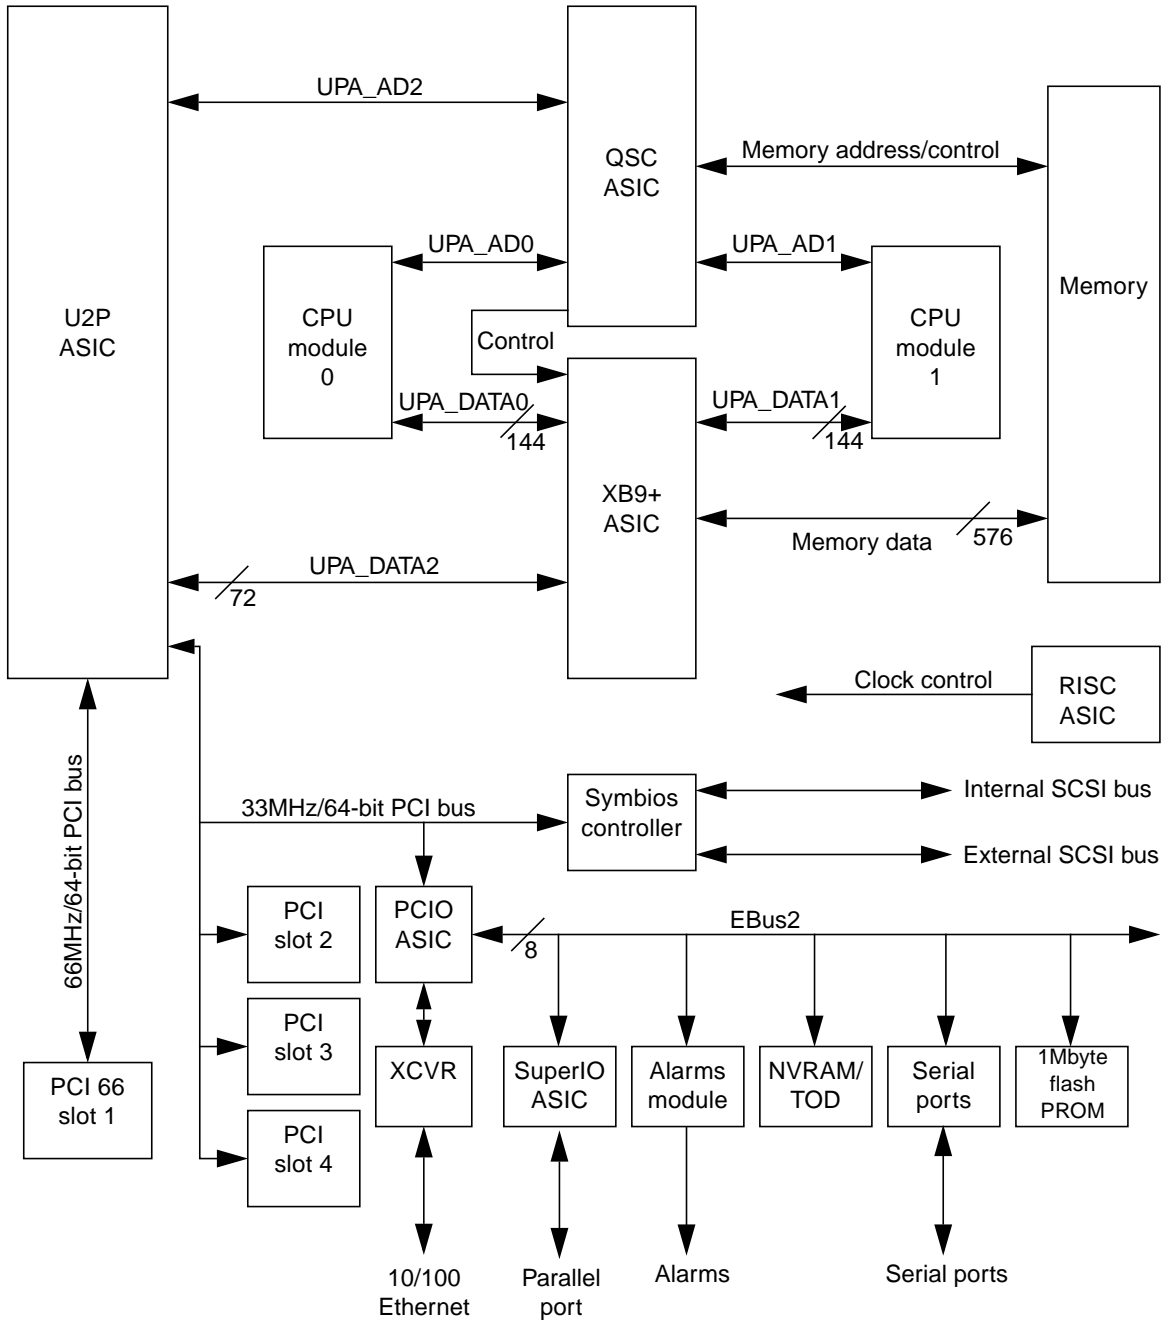 UPA_AD2
QSC
ASIC
Memory address/control
UPA_AD0
UPA_AD1
Memory
U2P
ASIC
CPU
module
0
Control
CPU
module
1
UPA_DATA0
144
UPA_DATA1
144
XB9+
ASIC
Memory data
576
UPA_DATA2
72
Clock control
RISC
ASIC
66MHz/64-bit PCI bus
33MHz/64-bit PCI bus
Symbios
controller
Internal SCSI bus
External SCSI bus
PCI
slot 2
PCIO
ASIC
8
EBus2
PCI
slot 3
PCI 66
slot 1
XCVR
SuperIO
ASIC
Alarms
module
NVRAM/
TOD
Serial
ports
1Mbyte
flash
PROM
PCI
slot 4
10/100
Ethernet
Parallel
port
Alarms
Serial ports